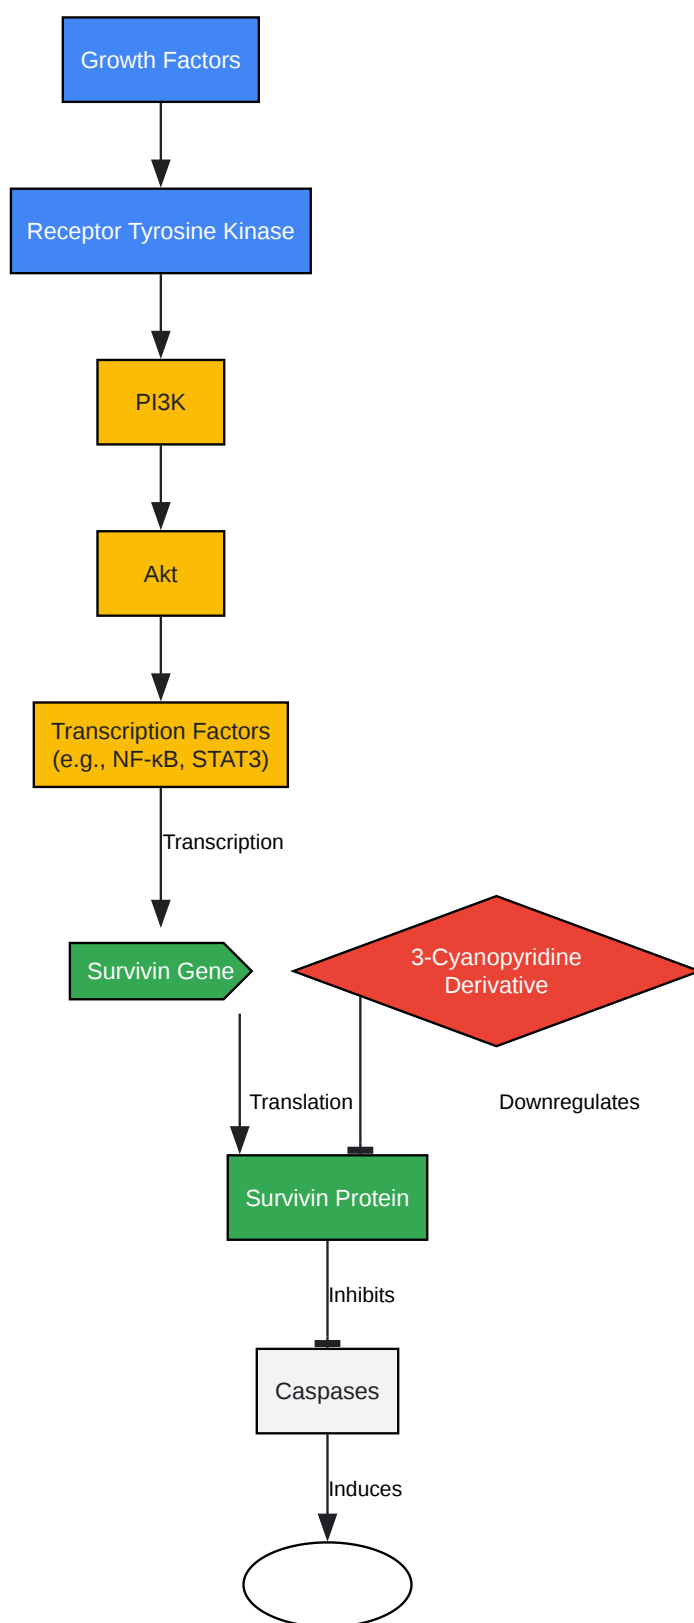 Growth Factors
Receptor Tyrosine Kinase
PI3K
Akt
Transcription Factors
(e.g., NF-κB, STAT3)
Transcription
Survivin Gene
3-Cyanopyridine
Derivative
Translation
Downregulates
Survivin Protein
Inhibits
Caspases
Induces